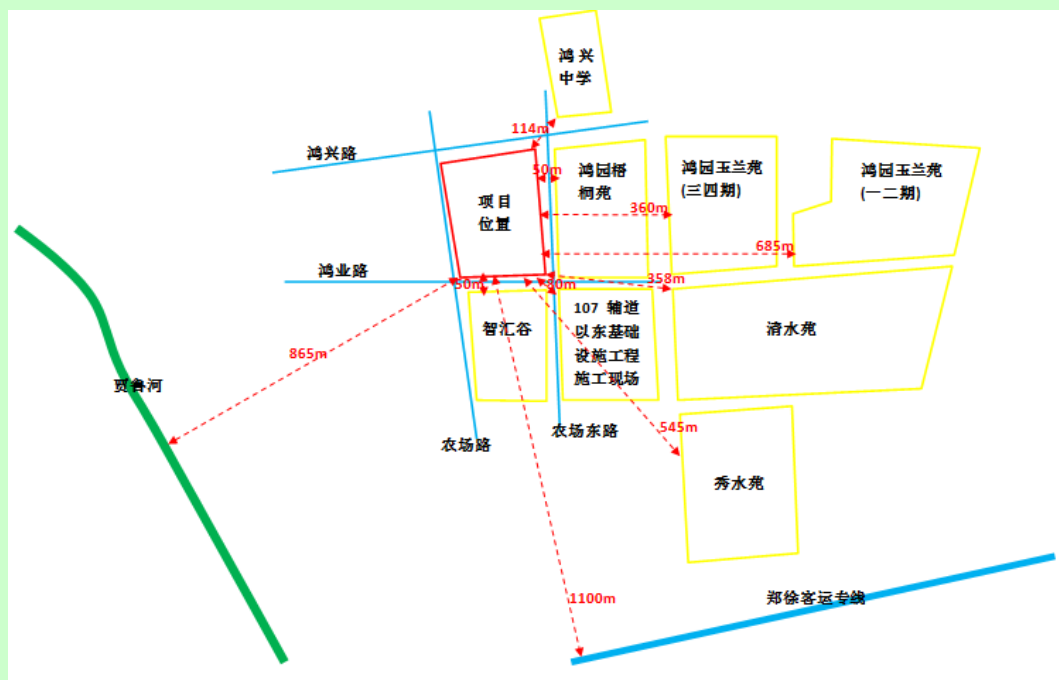 鸿兴
中学
114m
鸿兴路
50m
鸿园梧
桐苑
鸿园玉兰苑
(三四期)
鸿园玉兰苑
(一二期)
项目
位置
360m
685m
鸿业路
50m
80m
358m
智汇谷
107 辅道
以东基础
设施工程
施工现场
清水苑
865m
贾鲁河
农场路
农场东路
545m
秀水苑
1100m
郑徐客运专线